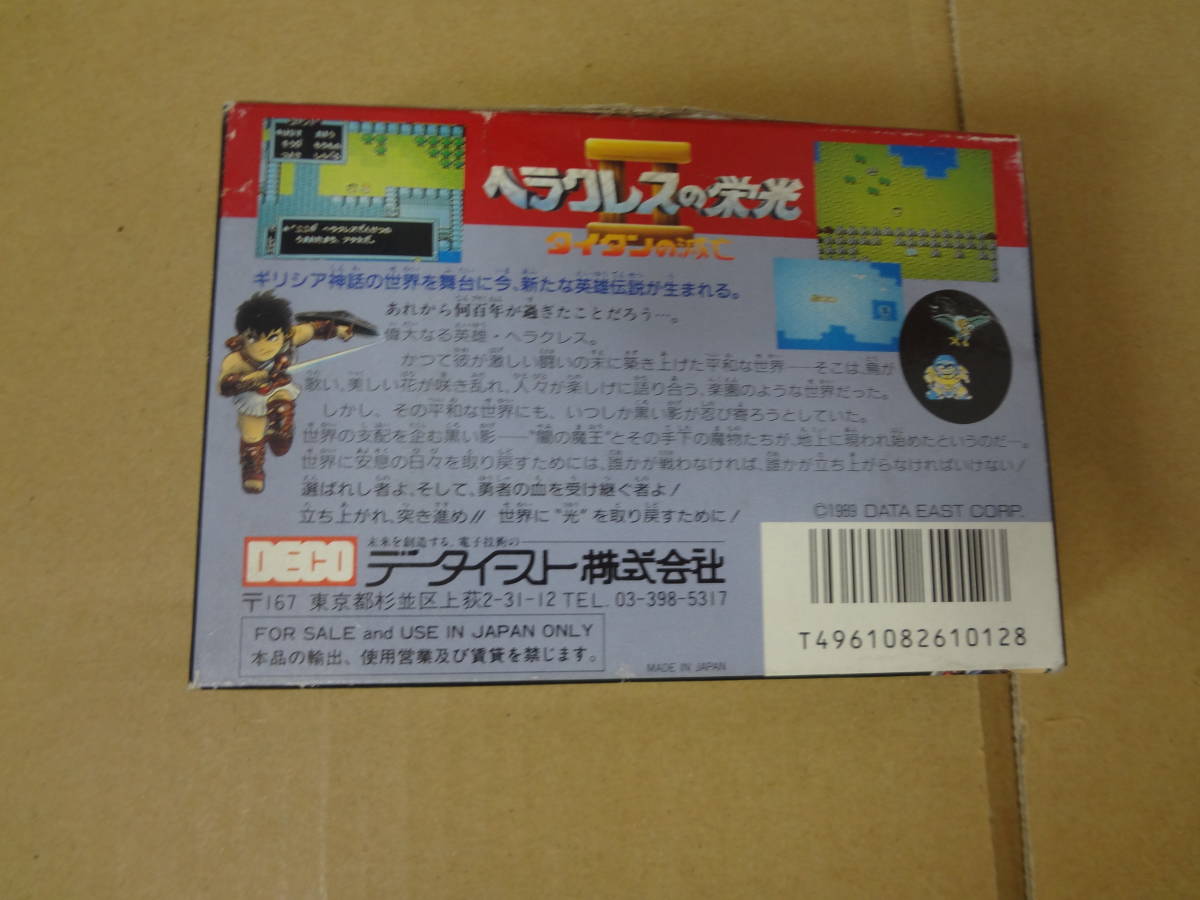 II
ヘラクレスの栄光
タイタンの滅亡
ギリシア神話の世界を舞台に今、新たな英雄伝説が生まれる。
あれから何百年が過ぎたことだろう…。
偉大なる英雄・ヘラクレス。
かつて彼が激しい闘いの末に築き上げた平和な世界──そこは、鳥が
歌い、美しい花が咲き乱れ、人々が楽しげに語り合う、楽園のような世界だった。
しかし、その平和な世界にも、いつしか黒い影が忍び寄ろうとしていた。
世界の支配を企む黒い影──"闇の魔王"とその手下の魔物たちが、地上に現われ始めたというのだ…。
世界に安息の日々を取り戻すためには、誰かが戦わなければ、誰かが立ち上がらなければいけない!
選ばれし者よ、そして、勇者の血を受け継ぐ者よ!
立ち上がれ、突き進め!! 世界に"光"を取り戻すために!
©1989 DATA EAST CORP.
未来を創造する、電子技術の
DECO データイースト株式会社
〒167 東京都杉並区上荻2-31-12 TEL. 03-398-5317
FOR SALE and USE IN JAPAN ONLY
本品の輸出、使用営業及び賃貸を禁じます。
MADE IN JAPAN
T4961082610128